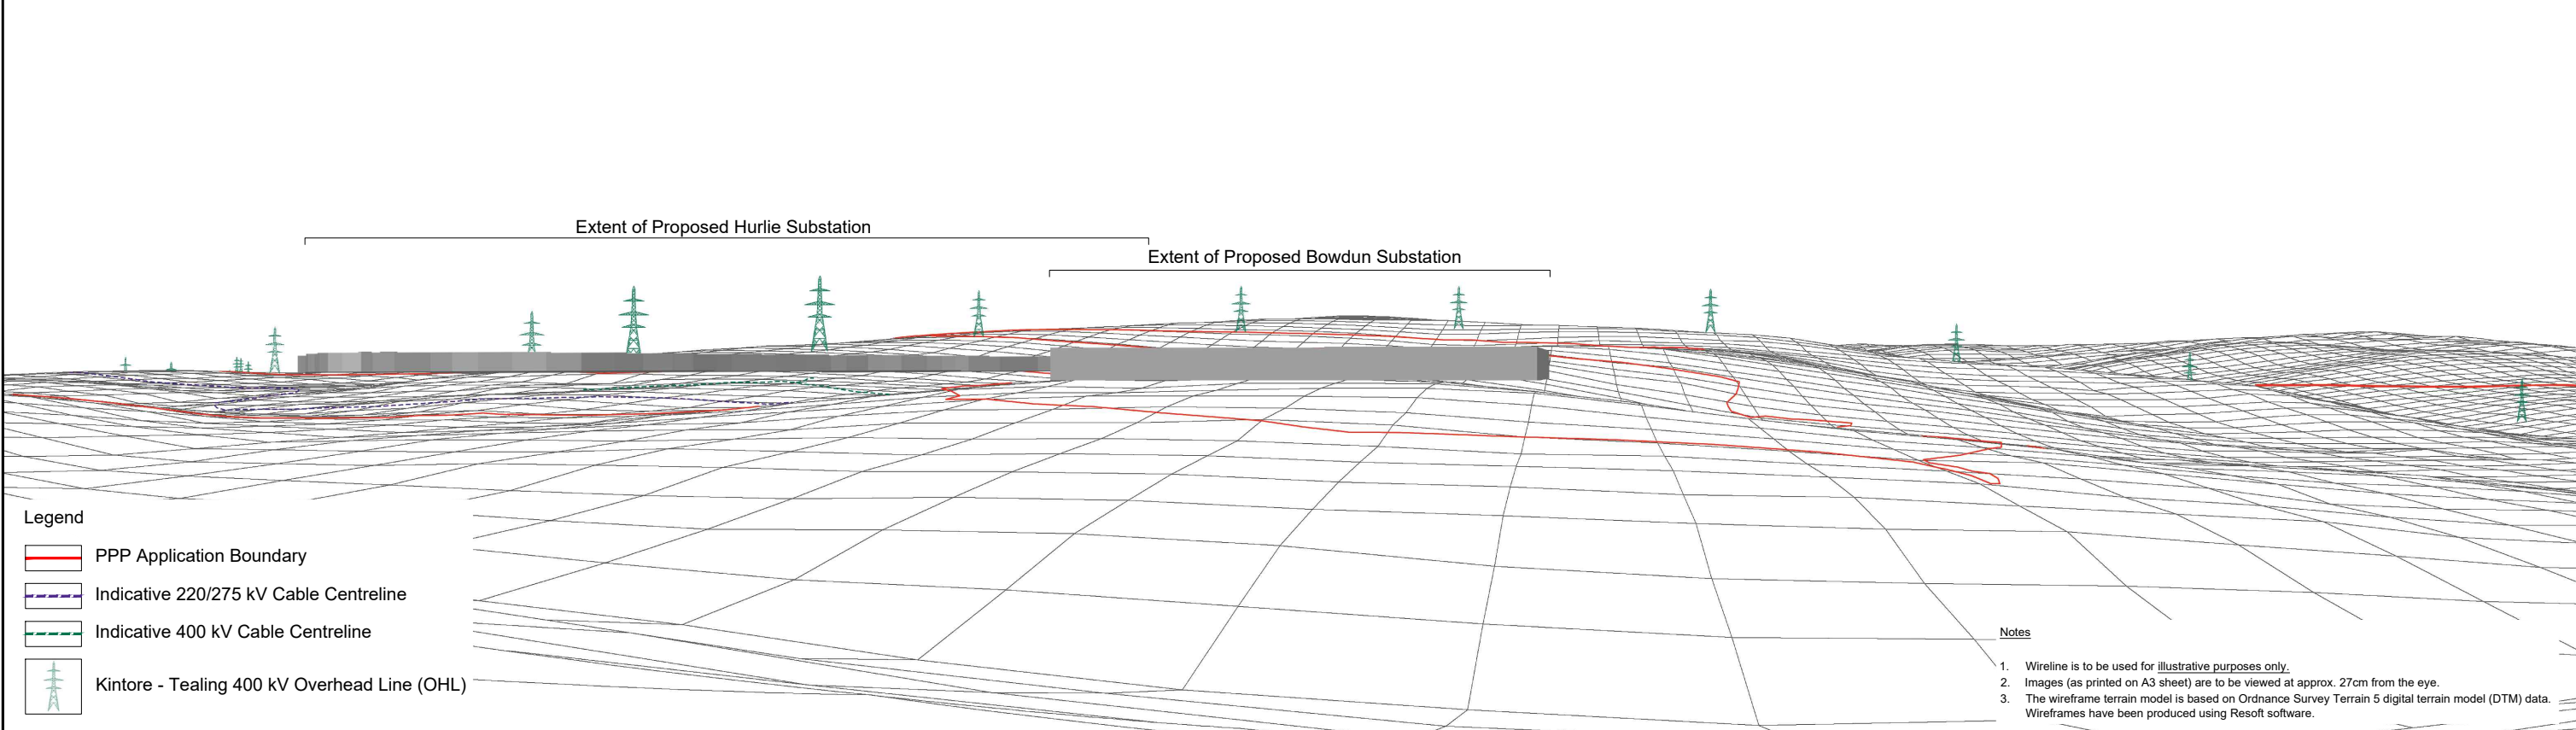 Extent of Proposed Hurlie Substation
Extent of Proposed Bowdun Substation
Legend
PPP Application Boundary
Indicative 220/275 kV Cable Centreline
Indicative 400 kV Cable Centreline
Kintore - Tealing 400 kV Overhead Line (OHL)
Notes
1. Wireline is to be used for illustrative purposes only.
2. Images (as printed on A3 sheet) are to be viewed at approx. 27cm from the eye.
3. The wireframe terrain model is based on Ordnance Survey Terrain 5 digital terrain model (DTM) data.
Wireframes have been produced using Resoft software.